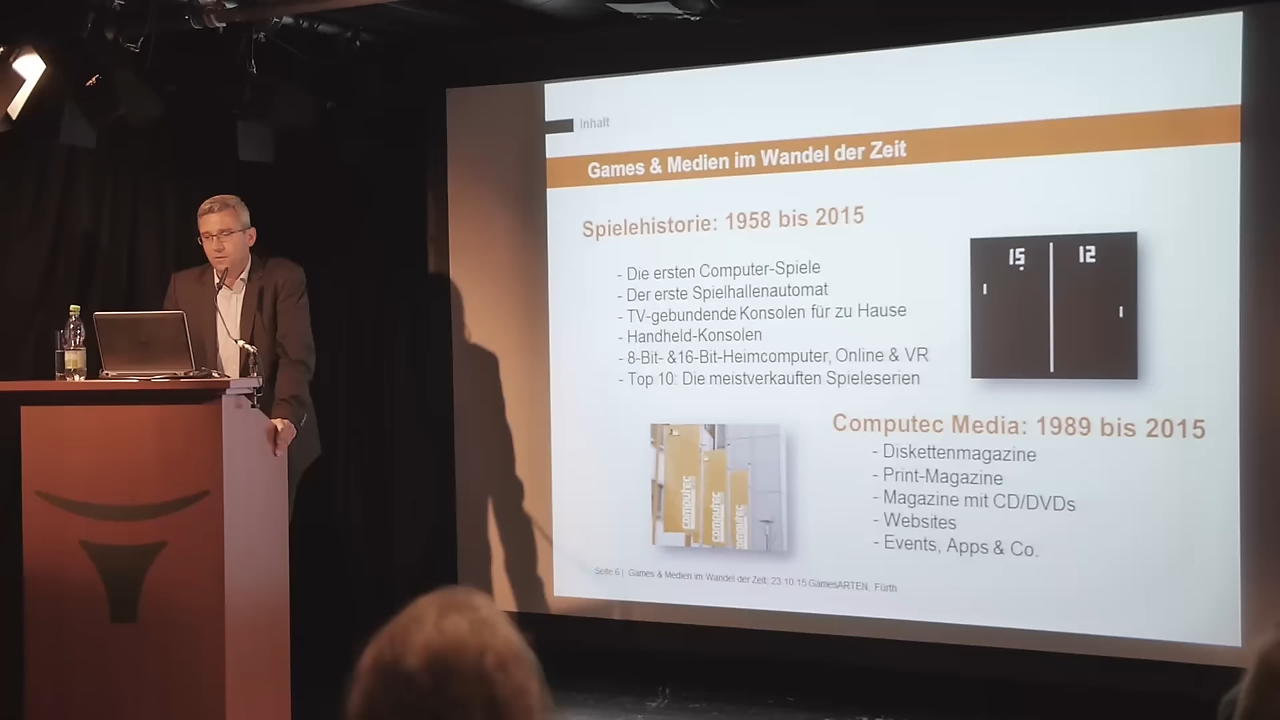 Inhalt
Games & Medien im Wandel der Zeit
Spielehistorie: 1958 bis 2015
- Die ersten Computer-Spiele
- Der erste Spielhallenautomat
- TV-gebundende Konsolen für zu Hause
- Handheld-Konsolen
- 8-Bit- &16-Bit-Heimcomputer, Online & VR
- Top 10: Die meistverkauften Spieleserien
15 12
Computec Media: 1989 bis 2015
- Diskettenmagazine
- Print-Magazine
- Magazine mit CD/DVDs
- Websites
- Events, Apps & Co.
computec
computec
computec
Seite 6 | Games & Medien im Wandel der Zeit; 23.10.15 GamesARTEN, Fürth